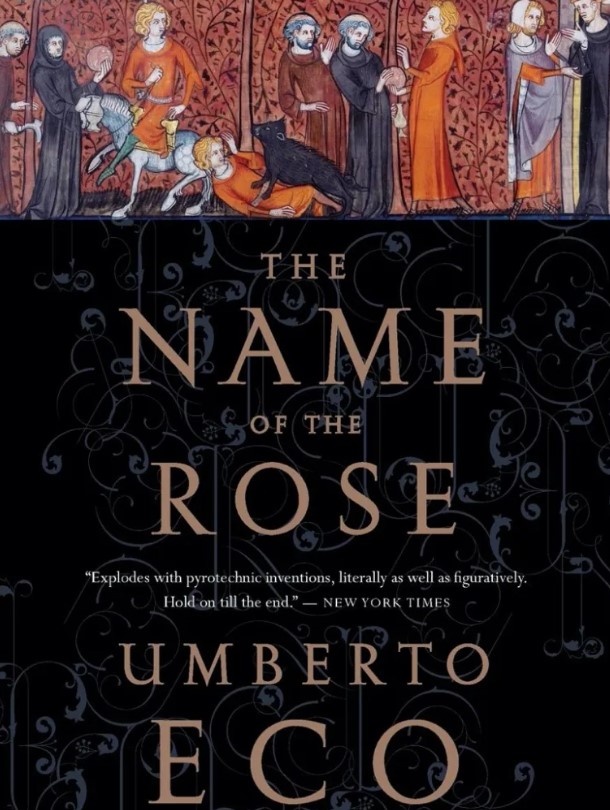 THE
NAME
OF THE
ROSE
“Explodes with pyrotechnic inventions, literally as well as figuratively.
Hold on till the end.” — NEW YORK TIMES
UMBERTO
ECO